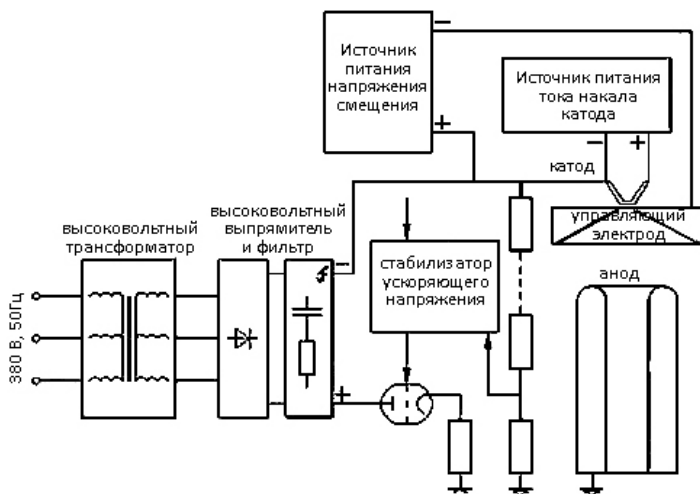 Источник
питания
напряжения
смещения
−
+
Источник питания
тока накала
катода
− +
катод
управляющий
электрод
анод
высоковольтный
трансформатор
высоковольтный
выпрямитель
и фильтр
−
+
стабилизатор
ускоряющего
напряжения
380 В, 50Гц